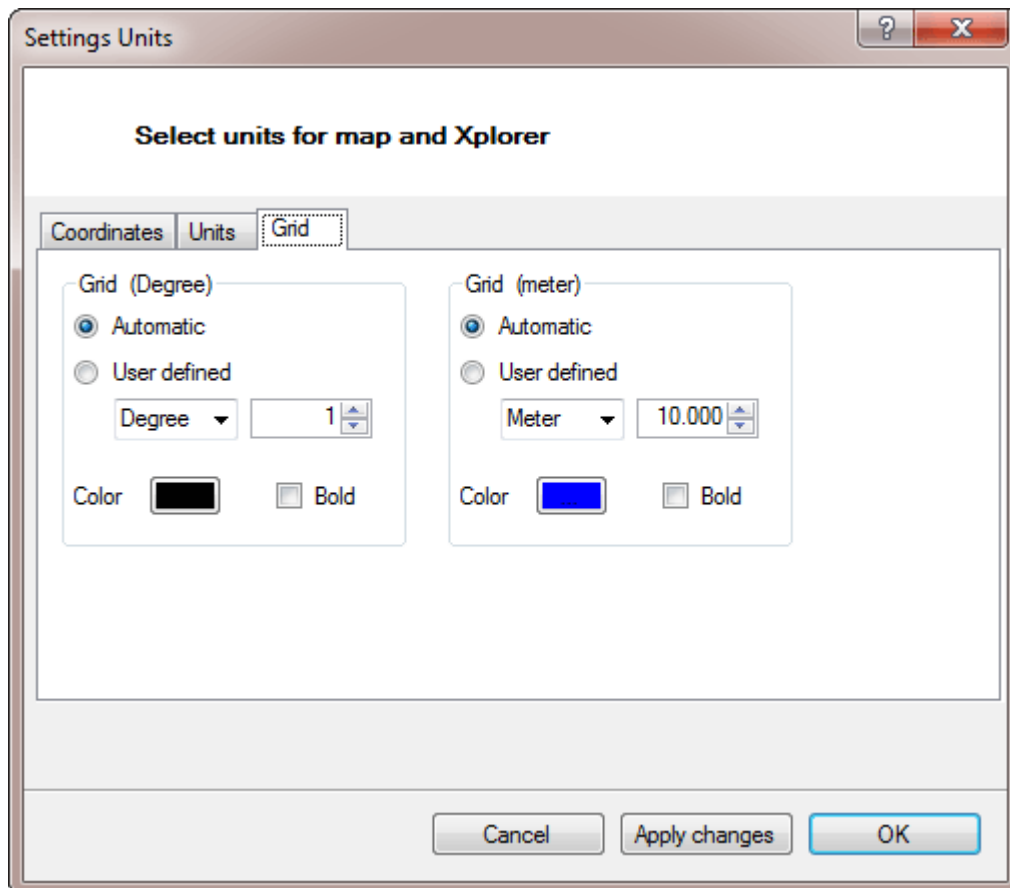 Settings Units
?
Select units for map and Xplorer
Coordinates Units Grid
Grid (Degree)
Automatic
User defined
Degree 1
Color Bold
Grid (meter)
Automatic
User defined
Meter 10.000
Color Bold
Cancel Apply changes OK